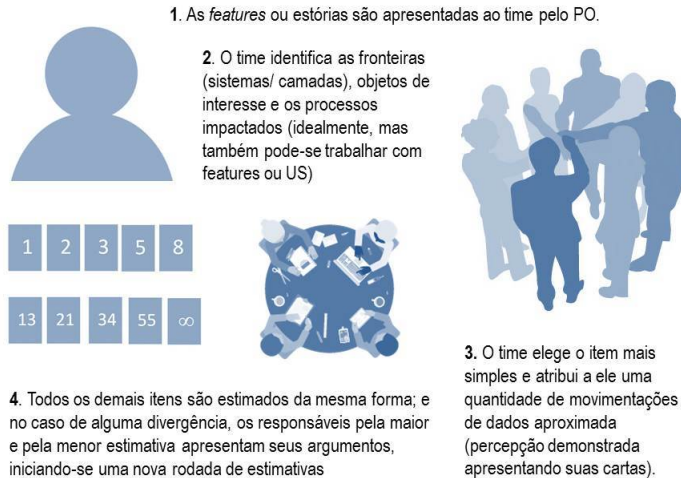 1. As features ou estórias são apresentadas ao time pelo PO.
2. O time identifica as fronteiras
(sistemas/ camadas), objetos de
interesse e os processos
impactados (idealmente, mas
também pode-se trabalhar com
features ou US)
1 2 3 5 8
13 21 34 55 ∞
3. O time elege o item mais
simples e atribui a ele uma
quantidade de movimentações
de dados aproximada
(percepção demonstrada
apresentando suas cartas).
4. Todos os demais itens são estimados da mesma forma; e
no caso de alguma divergência, os responsáveis pela maior
e pela menor estimativa apresentam seus argumentos,
iniciando-se uma nova rodada de estimativas